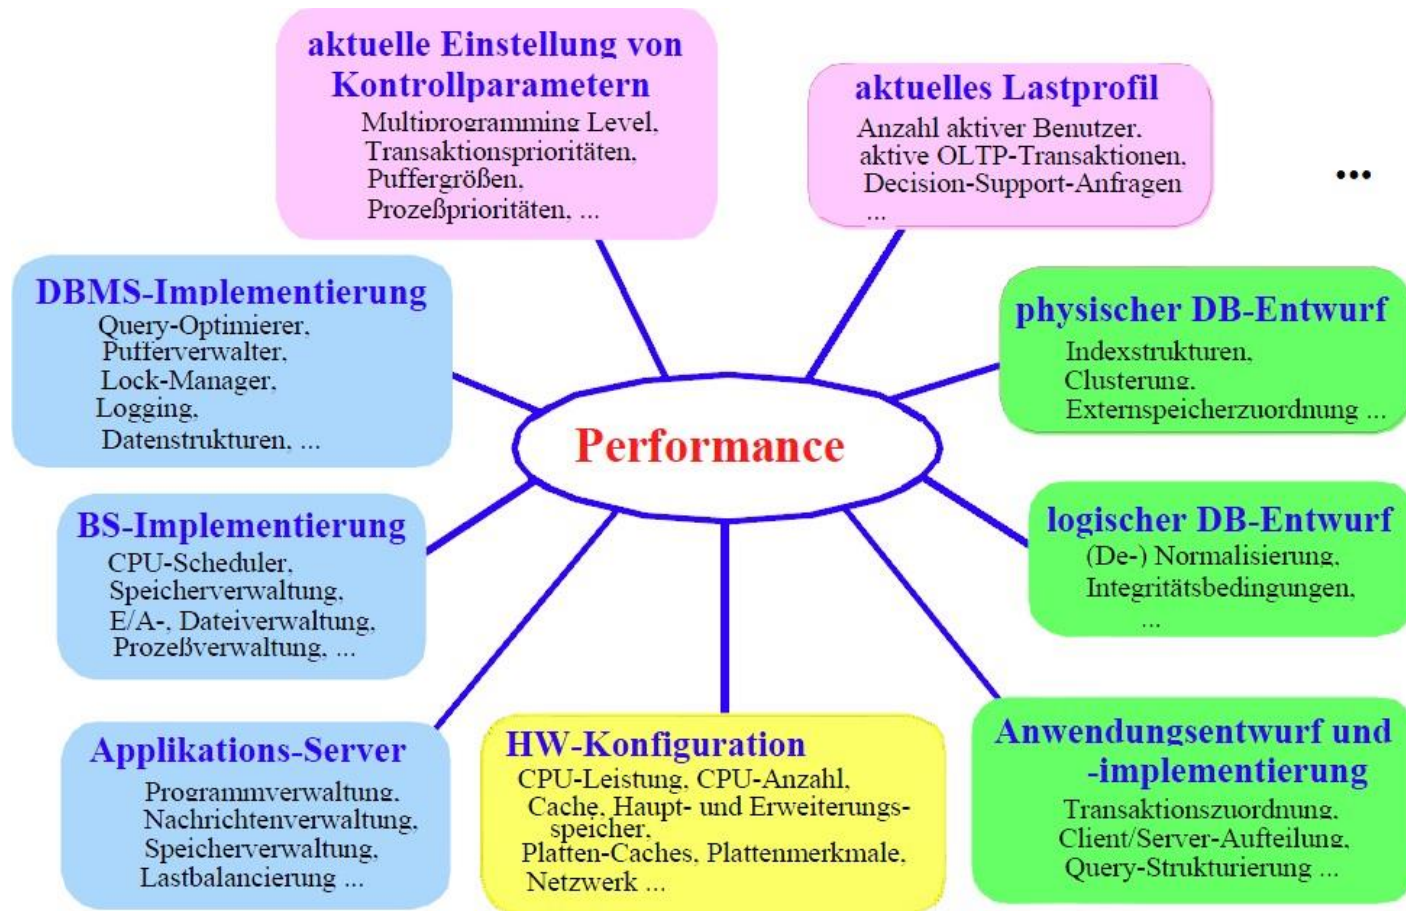 aktuelle Einstellung von
Kontrollparametern
Multiprogramming Level,
Transaktionsprioritäten,
Puffergrößen,
Prozeßprioritäten, ...
aktuelles Lastprofil
Anzahl aktiver Benutzer,
aktive OLTP-Transaktionen,
Decision-Support-Anfragen
...
...
DBMS-Implementierung
Query-Optimierer,
Pufferverwalter,
Lock-Manager,
Logging,
Datenstrukturen, ...
physischer DB-Entwurf
Indexstrukturen,
Clusterung,
Externspeicherzuordnung ...
Performance
BS-Implementierung
CPU-Scheduler,
Speicherverwaltung,
E/A-, Dateiverwaltung,
Prozeßverwaltung, ...
logischer DB-Entwurf
(De-) Normalisierung,
Integritätsbedingungen,
...
Applikations-Server
Programmverwaltung,
Nachrichtenverwaltung,
Speicherverwaltung,
Lastbalancierung ...
HW-Konfiguration
CPU-Leistung, CPU-Anzahl,
Cache, Haupt- und Erweiterungs-
speicher,
Platten-Caches, Plattenmerkmale,
Netzwerk ...
Anwendungsentwurf und
-implementierung
Transaktionszuordnung,
Client/Server-Aufteilung,
Query-Strukturierung ...